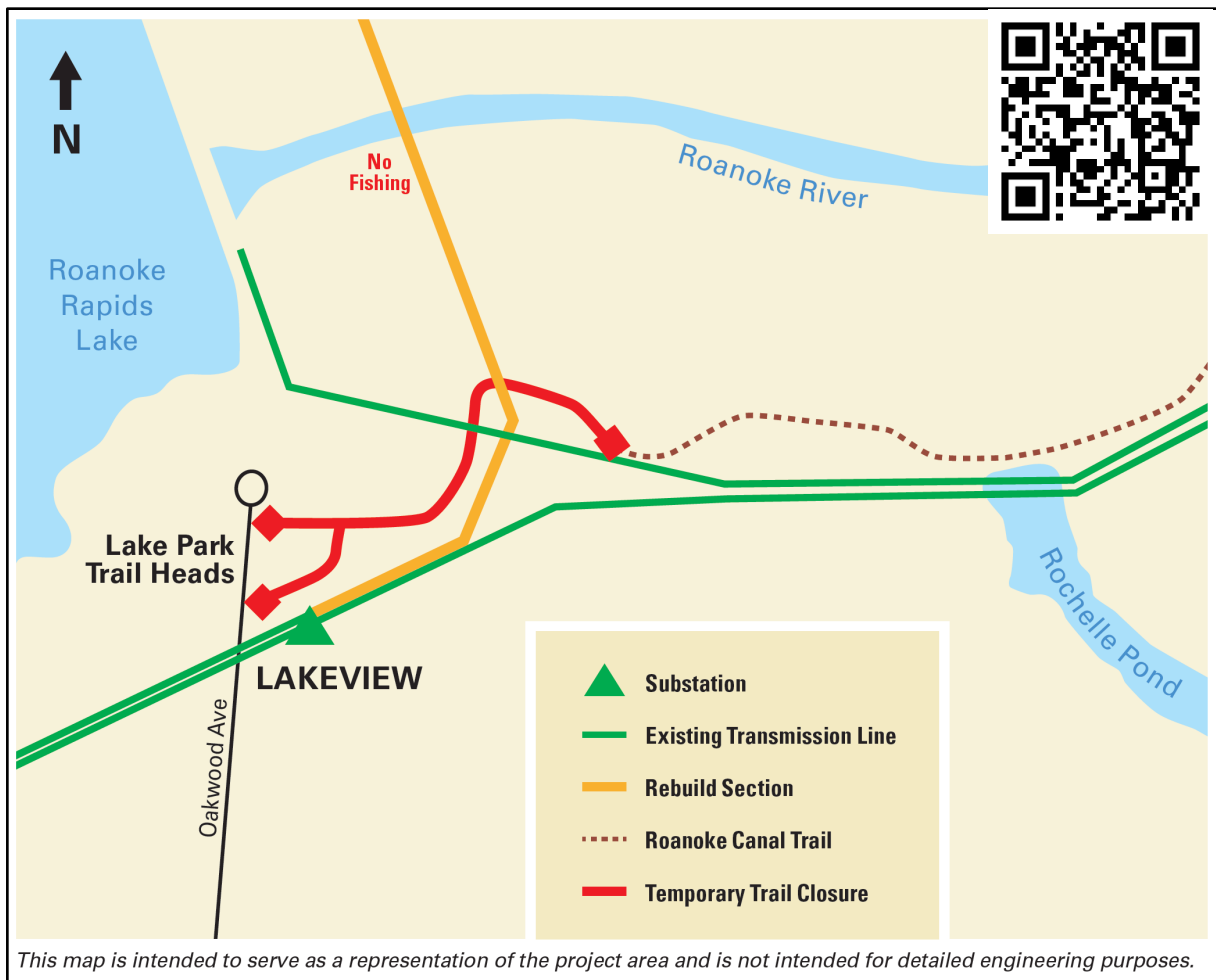 N
No
Fishing
Roanoke River
Roanoke
Rapids
Lake
Lake Park
Trail Heads
Rochelle Pond
LAKEVIEW
Oakwood Ave
Substation
Existing Transmission Line
Rebuild Section
Roanoke Canal Trail
Temporary Trail Closure
This map is intended to serve as a representation of the project area and is not intended for detailed engineering purposes.